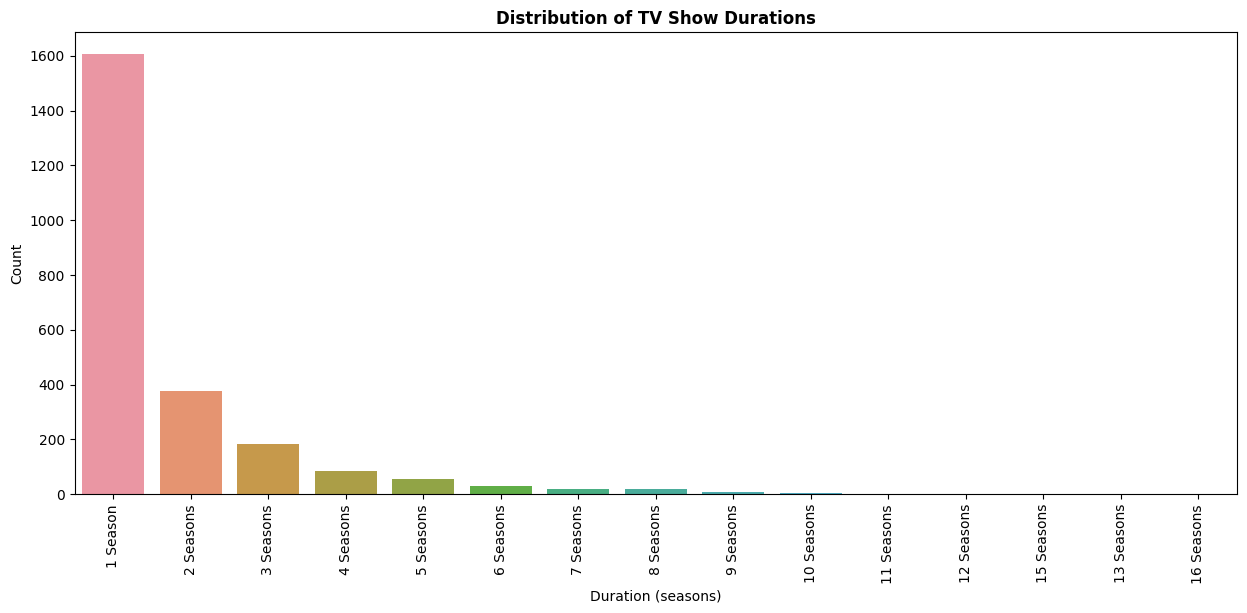 Distribution of TV Show Durations
Count
1600
1400
1200
1000
800
600
400
200
0
1 Season
2 Seasons
3 Seasons
4 Seasons
5 Seasons
6 Seasons
7 Seasons
8 Seasons
9 Seasons
10 Seasons
11 Seasons
12 Seasons
15 Seasons
13 Seasons
16 Seasons
Duration (seasons)